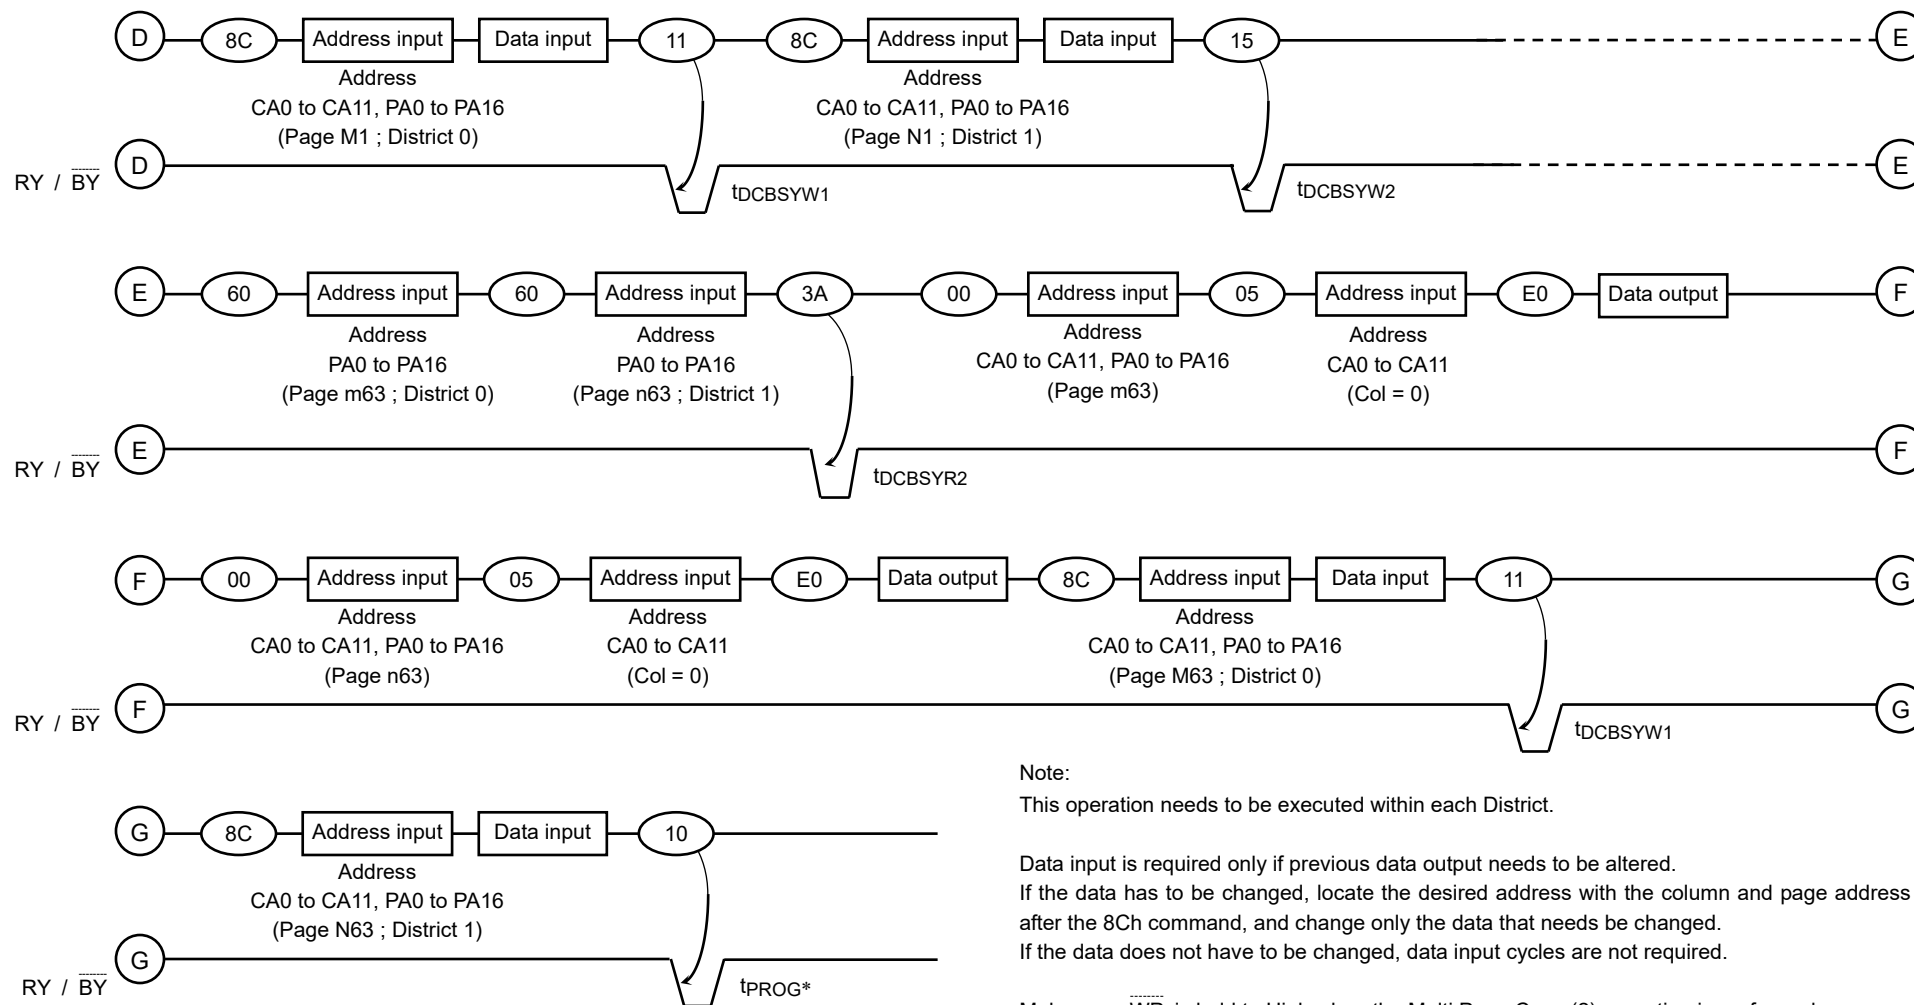 D 8C Address input Data input 11 8C Address input Data input 15 E
Address Address
CA0 to CA11, PA0 to PA16 CA0 to CA11, PA0 to PA16
(Page M1 ; District 0) (Page N1 ; District 1)
D E
RY / BY tDCBSYW1 tDCBSYW2
E 60 Address input 60 Address input 3A 00 Address input 05 Address input E0 Data output F
Address Address Address Address
PA0 to PA16 PA0 to PA16 CA0 to CA11, PA0 to PA16 CA0 to CA11
(Page m63 ; District 0) (Page n63 ; District 1) (Page m63) (Col = 0)
E F
RY / BY tDCBSYR2
F 00 Address input 05 Address input E0 Data output 8C Address input Data input 11 G
Address Address Address
CA0 to CA11, PA0 to PA16 CA0 to CA11 CA0 to CA11, PA0 to PA16
(Page n63) (Col = 0) (Page M63 ; District 0)
F G
RY / BY tDCBSYW1
G 8C Address input Data input 10
Address
CA0 to CA11, PA0 to PA16
(Page N63 ; District 1)
G
RY / BY tPROG*
Note:
This operation needs to be executed within each District.
Data input is required only if previous data output needs to be altered.
If the data has to be changed, locate the desired address with the column and page address
after the 8Ch command, and change only the data that needs be changed.
If the data does not have to be changed, data input cycles are not required.